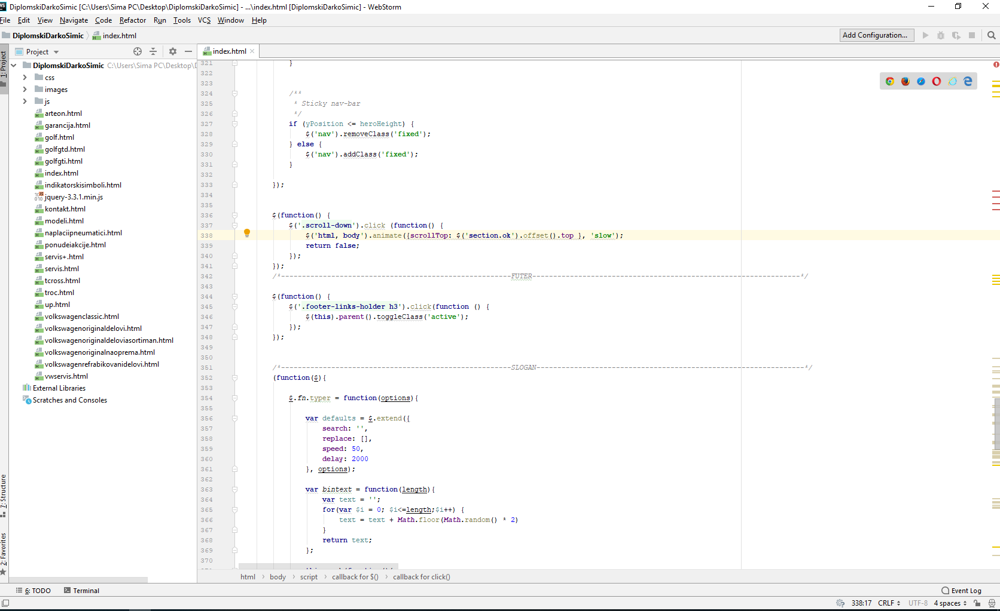 DiplomskiDarkoSimic [C:\Users\Sima PC\Desktop\DiplomskiDarkoSimic] - ...\index.html [DiplomskiDarkoSimic] - WebStorm
File Edit View Navigate Code Refactor Run Tools VCS Window Help
DiplomskiDarkoSimic index.html Add Configuration...
1: Project
7: Structure
2: Favorites
Project
DiplomskiDarkoSimic C:\Users\Sima PC\Desktop\D
css
images
js
arteon.html
garancija.html
golf.html
golfgtd.html
golfgti.html
index.html
indikatorskisimboli.html
jquery-3.3.1.min.js
kontakt.html
modeli.html
naplaciipneumatici.html
ponudeiakcije.html
servis+.html
servis.html
tcross.html
troc.html
up.html
volkswagenclassic.html
volkswagenoriginaldelovi.html
volkswagenoriginaldeloviasortiman.html
volkswagenoriginalnaoprema.html
volkswagenrefrabikovanidelovi.html
vwservis.html
External Libraries
Scratches and Consoles
index.html
321 }
322
323
324 /**
325 * Sticky nav-bar
326 */
327 if (yPosition <= heroHeight) {
328 $('nav').removeClass('fixed');
329 } else {
330 $('nav').addClass('fixed');
331 }
332
333 });
334
335
336 $(function() {
337 $('.scroll-down').click (function() {
338 $('html, body').animate({scrollTop: $('section.ok').offset().top }, 'slow');
339 return false;
340 });
341 });
342 /*-------------------------------------------------------FUTER----------------------------------------------------------------*/
343
344 $(function() {
345 $('.footer-links-holder h3').click(function () {
346 $(this).parent().toggleClass('active');
347 });
348 });
349
350
351 /*-------------------------------------------------------SLOGAN----------------------------------------------------------------*/
352 (function($){
353
354 $.fn.typer = function(options){
355
356 var defaults = $.extend({
357 search: '',
358 replace: [],
359 speed: 50,
360 delay: 2000
361 }, options);
362
363 var bintext = function(length){
364 var text = '';
365 for(var $i = 0; $i<=length;$i++) {
366 text = text + Math.floor(Math.random() * 2)
367 }
368 return text;
369 };
370
html body script callback for $() callback for click()
6: TODO Terminal Event Log
338:17 CRLF UTF-8 4 spaces